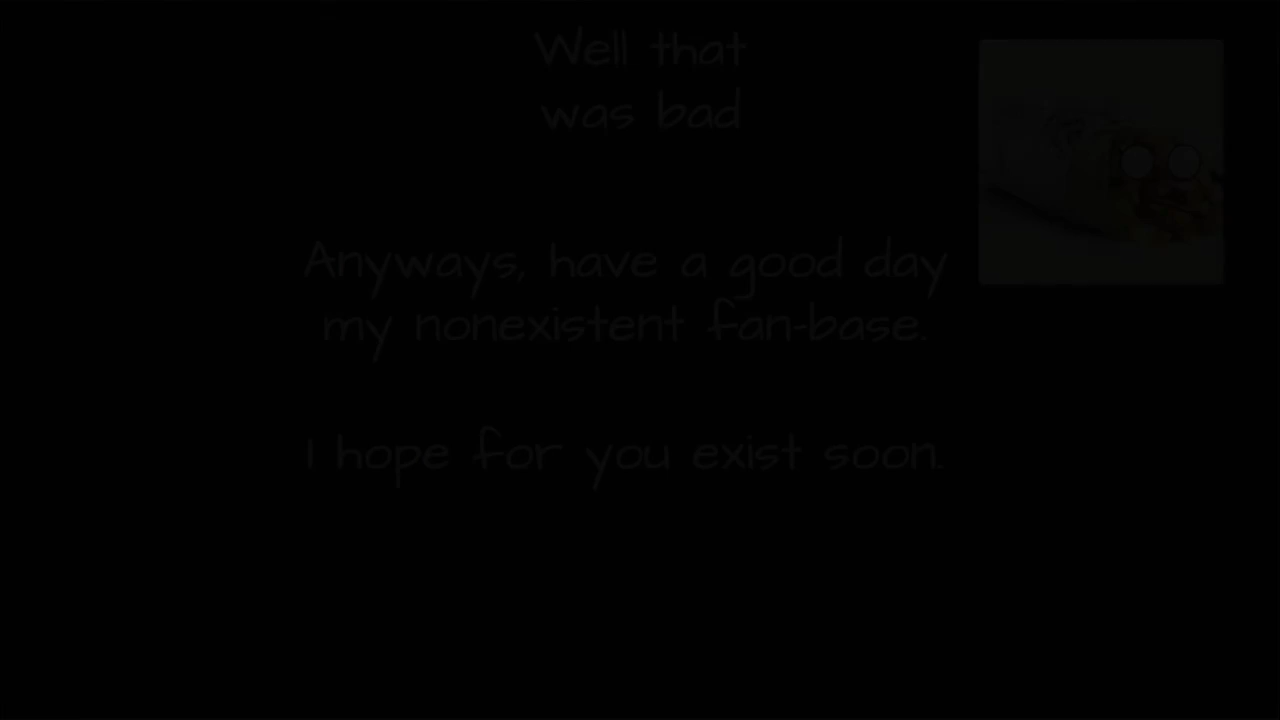 Well that
was bad
Anyways, have a good day
my nonexistent fan-base.
I hope for you exist soon.